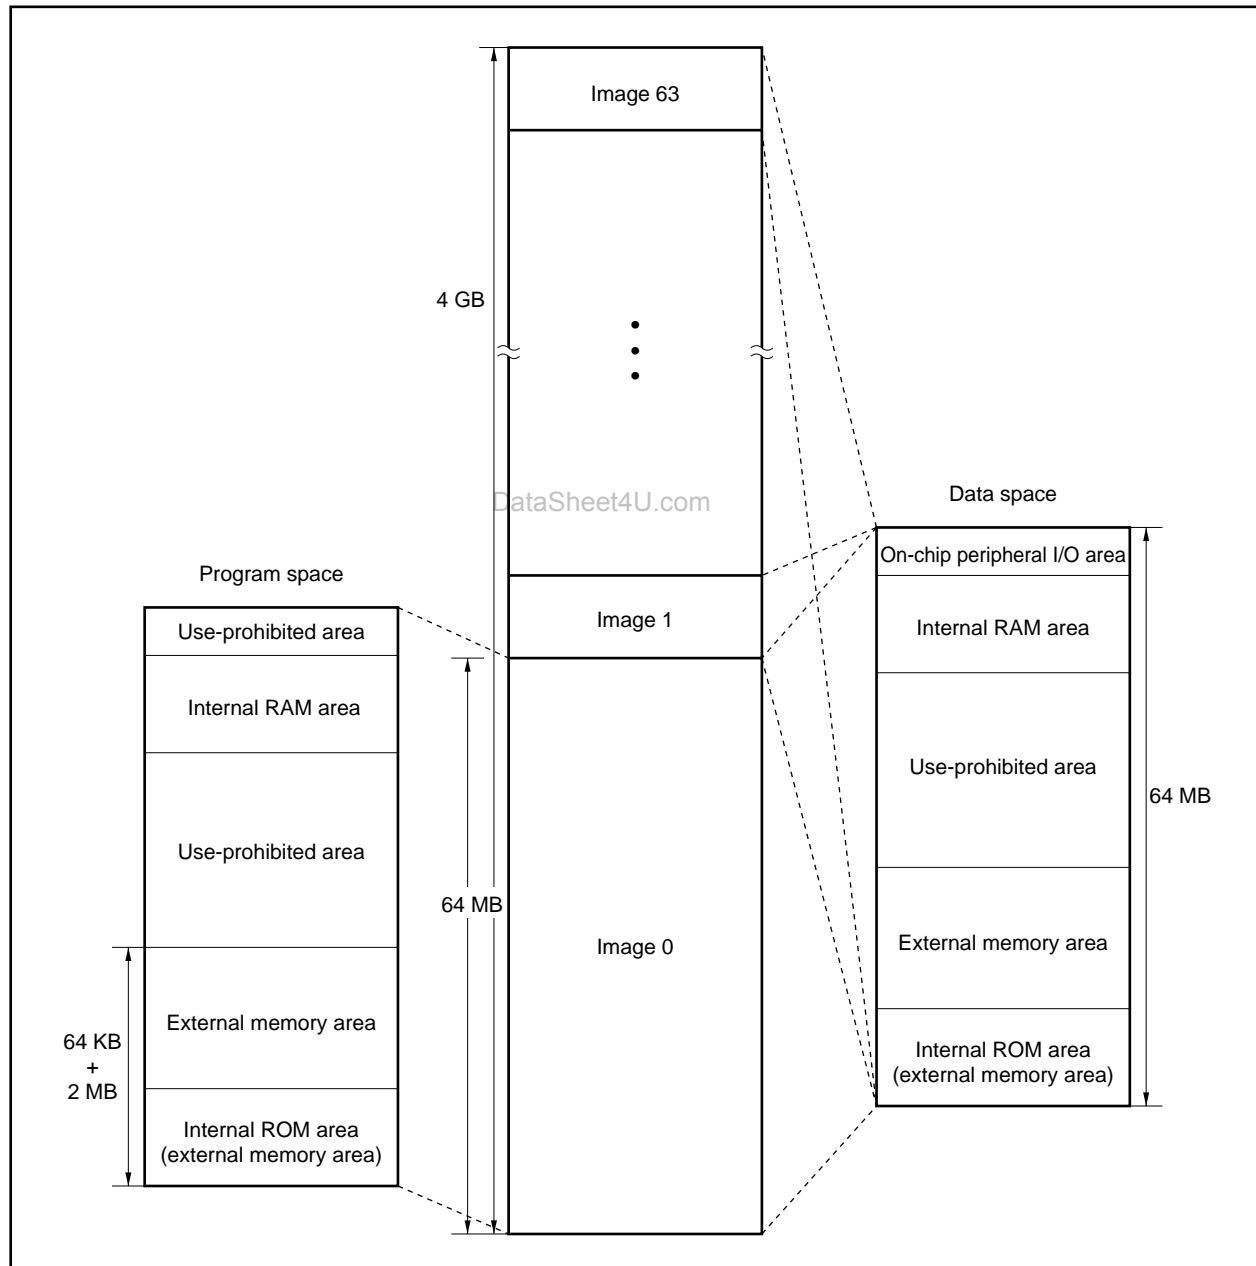 Image 63
4 GB
DataSheet4U.com
Data space
On-chip peripheral I/O area
Program space
Use-prohibited area
Image 1
Internal RAM area
Internal RAM area
Use-prohibited area
64 MB
Use-prohibited area
64 MB
Image 0
External memory area
External memory area
64 KB
+
2 MB
Internal ROM area
(external memory area)
Internal ROM area
(external memory area)